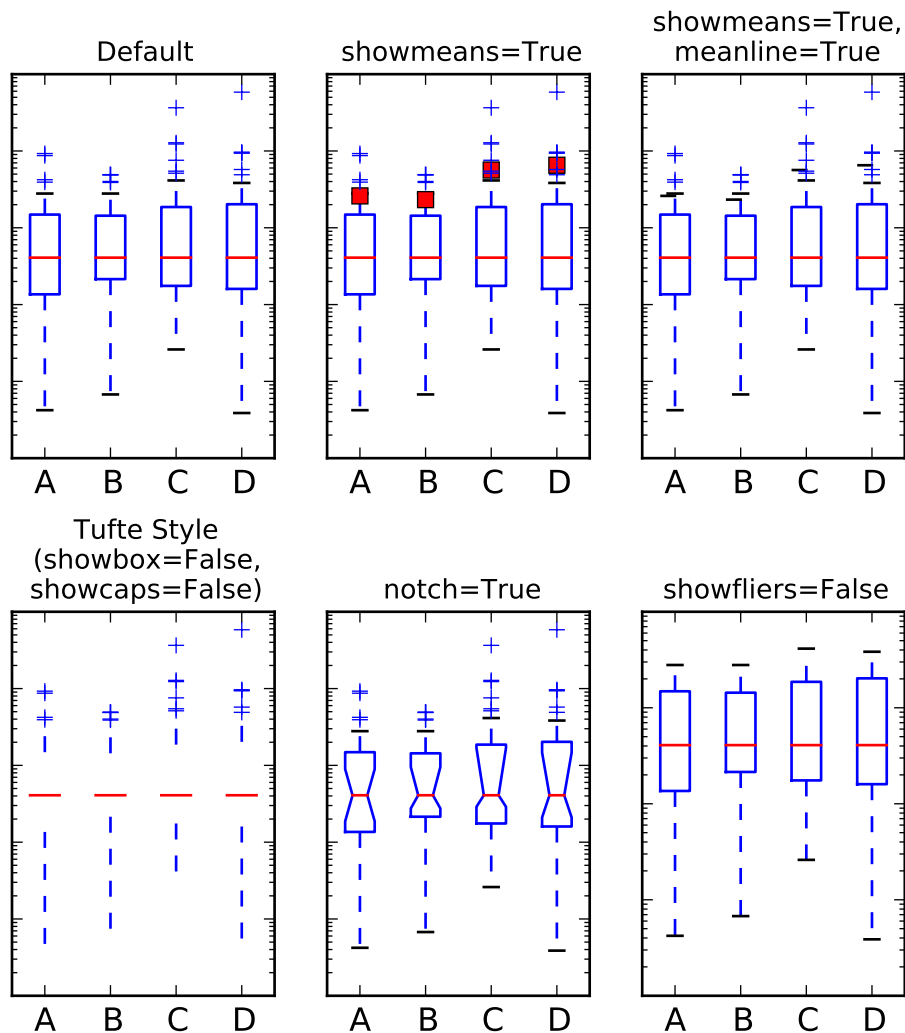 Default
showmeans=True
showmeans=True,
meanline=True
A B C D
A B C D
A B C D
Tufte Style
(showbox=False,
showcaps=False)
notch=True
showfliers=False
A B C D
A B C D
A B C D